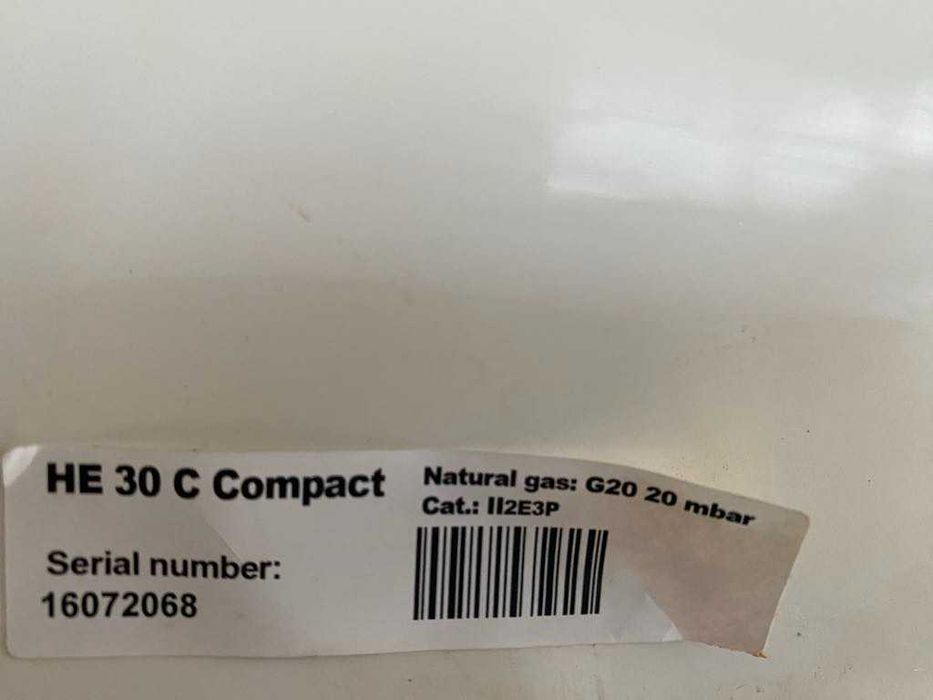 HE 30 C Compact
Natural gas: G20 20 mbar
Cat.: II2E3P
Serial number:
16072068